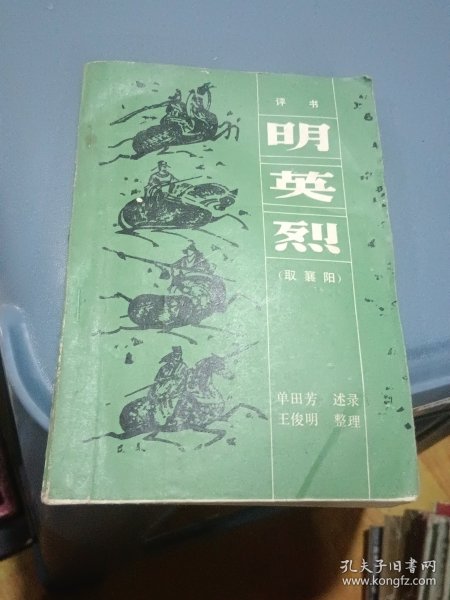 评书
明
英
烈
（取襄阳）
单田芳 述录
王俊明 整理
孔夫子旧书网
www.kongfz.com